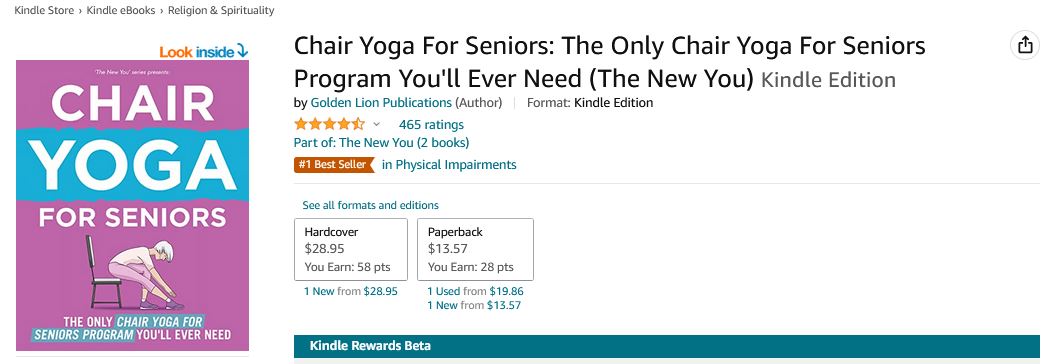 Kindle Store › Kindle eBooks › Religion & Spirituality
Look inside
'The New You' series presents:
CHAIR
YOGA
FOR SENIORS
THE ONLY CHAIR YOGA FOR
SENIORS PROGRAM YOU'LL EVER NEED
Chair Yoga For Seniors: The Only Chair Yoga For Seniors
Program You'll Ever Need (The New You) Kindle Edition
by Golden Lion Publications (Author) | Format: Kindle Edition
465 ratings
Part of: The New You (2 books)
#1 Best Seller in Physical Impairments
See all formats and editions
Hardcover
$28.95
You Earn: 58 pts
1 New from $28.95
Paperback
$13.57
You Earn: 28 pts
1 Used from $19.86
1 New from $13.57
Kindle Rewards Beta